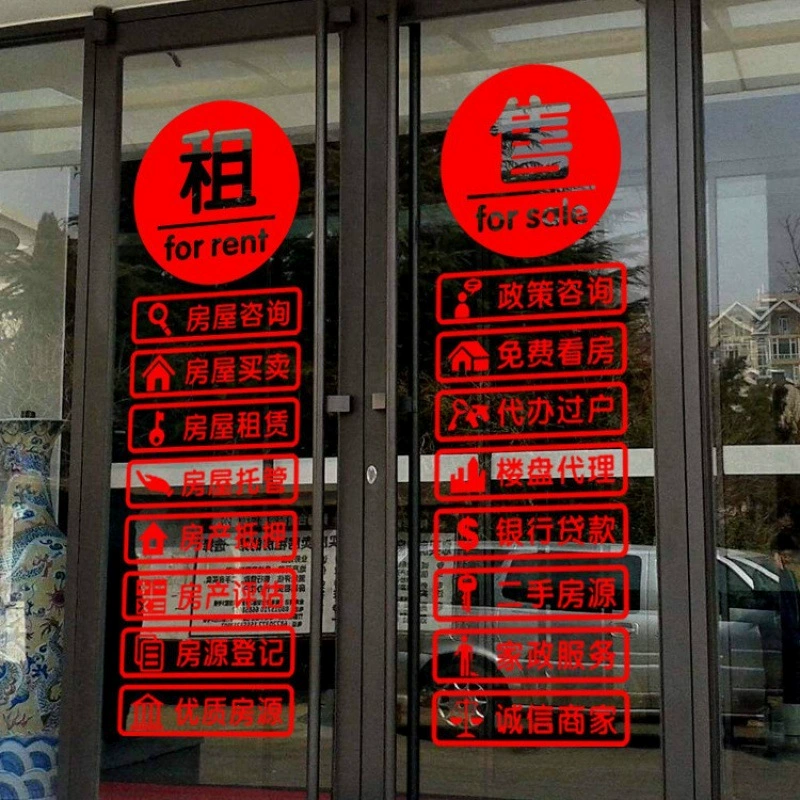 租
for rent
房屋咨询
房屋买卖
房屋租赁
房屋托管
房产抵押
房产评估
房源登记
优质房源
售
for sale
政策咨询
免费看房
代办过户
楼盘代理
银行贷款
二手房源
家政服务
诚信商家